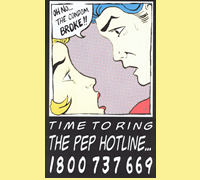 OH NO...
THE CONDOM
BROKE!!
TIME TO RING
THE PEP HOTLINE...
1800 737 669